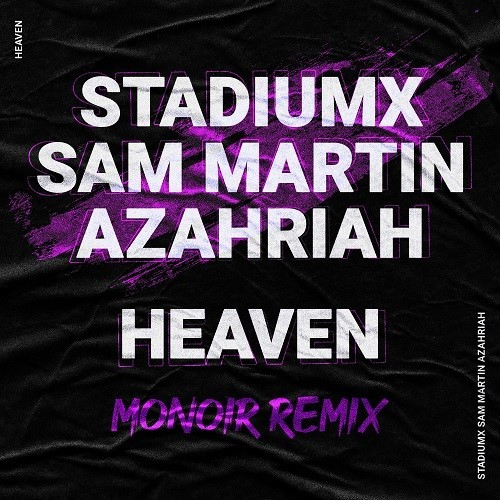 HEAVEN
STADIUMX
SAM MARTIN
AZAHRIAH
HEAVEN
MONOIR REMIX
STADIUMX SAM MARTIN AZAHRIAH